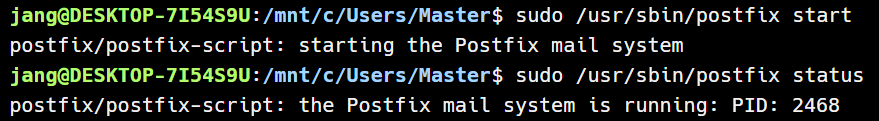 jang@DESKTOP-7I54S9U:/mnt/c/Users/Master$ sudo /usr/sbin/postfix start
postfix/postfix-script: starting the Postfix mail system
jang@DESKTOP-7I54S9U:/mnt/c/Users/Master$ sudo /usr/sbin/postfix status
postfix/postfix-script: the Postfix mail system is running: PID: 2468